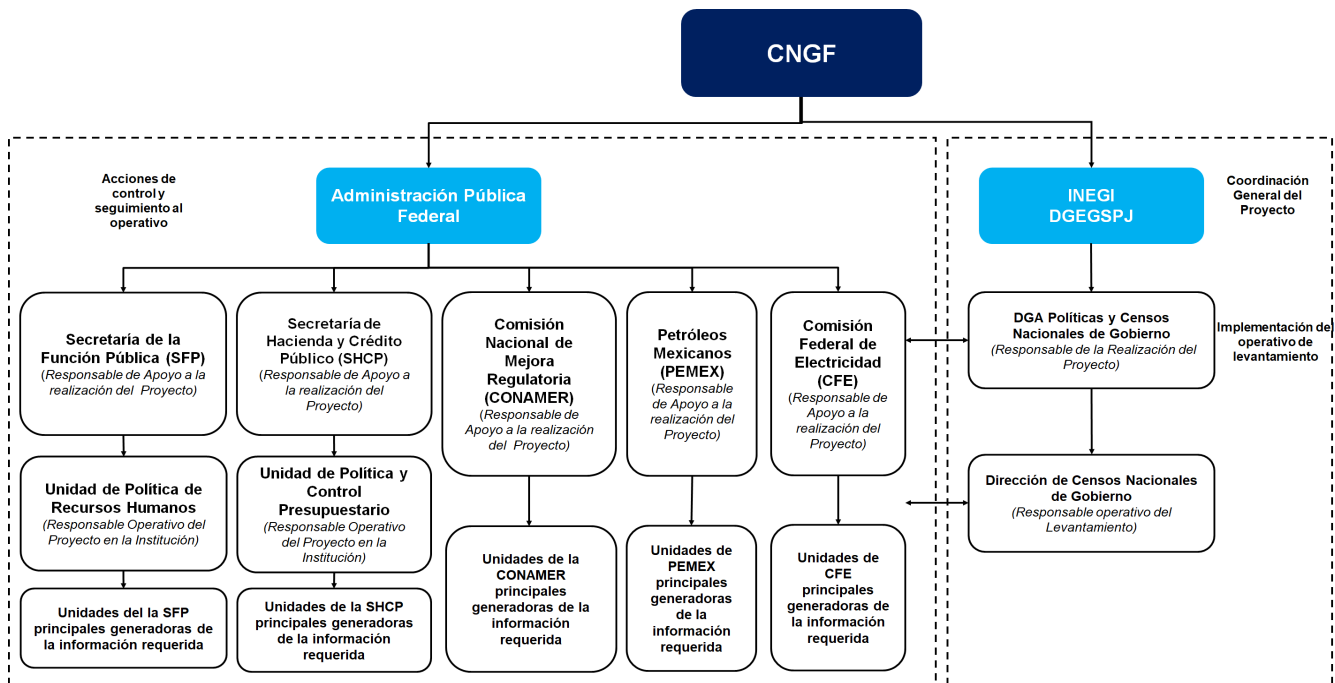 CNGF
Acciones de
control y
seguimiento al
operativo
Administración Pública
Federal
INEGI
DGEGSPJ
Coordinación
General del
Proyecto
Secretaría de la
Función Pública (SFP)
(Responsable de Apoyo a la
realización del Proyecto)
Secretaría de
Hacienda y Crédito
Público (SHCP)
(Responsable de Apoyo a
la realización del
Proyecto)
Comisión
Nacional de
Mejora
Regulatoria
(CONAMER)
(Responsable de
Apoyo a la realización
del Proyecto)
Petróleos
Mexicanos
(PEMEX)
(Responsable
de Apoyo a la
realización del
Proyecto)
Comisión
Federal de
Electricidad
(CFE)
(Responsable de
Apoyo a la
realización del
Proyecto)
DGA Políticas y Censos
Nacionales de Gobierno
(Responsable de la Realización del
Proyecto)
Implementación del
operativo de
levantamiento
Unidad de Política de
Recursos Humanos
(Responsable Operativo del
Proyecto en la Institución)
Unidad de Política y
Control
Presupuestario
(Responsable Operativo
del Proyecto en la
Institución)
Dirección de Censos Nacionales
de Gobierno
(Responsable operativo del
Levantamiento)
Unidades del la SFP
principales generadoras de
la información requerida
Unidades de la SHCP
principales generadoras
de la información
requerida
Unidades de la
CONAMER
principales
generadoras de la
información
requerida
Unidades de
PEMEX
principales
generadoras
de la
información
requerida
Unidades de
CFE
principales
generadoras de
la información
requerida